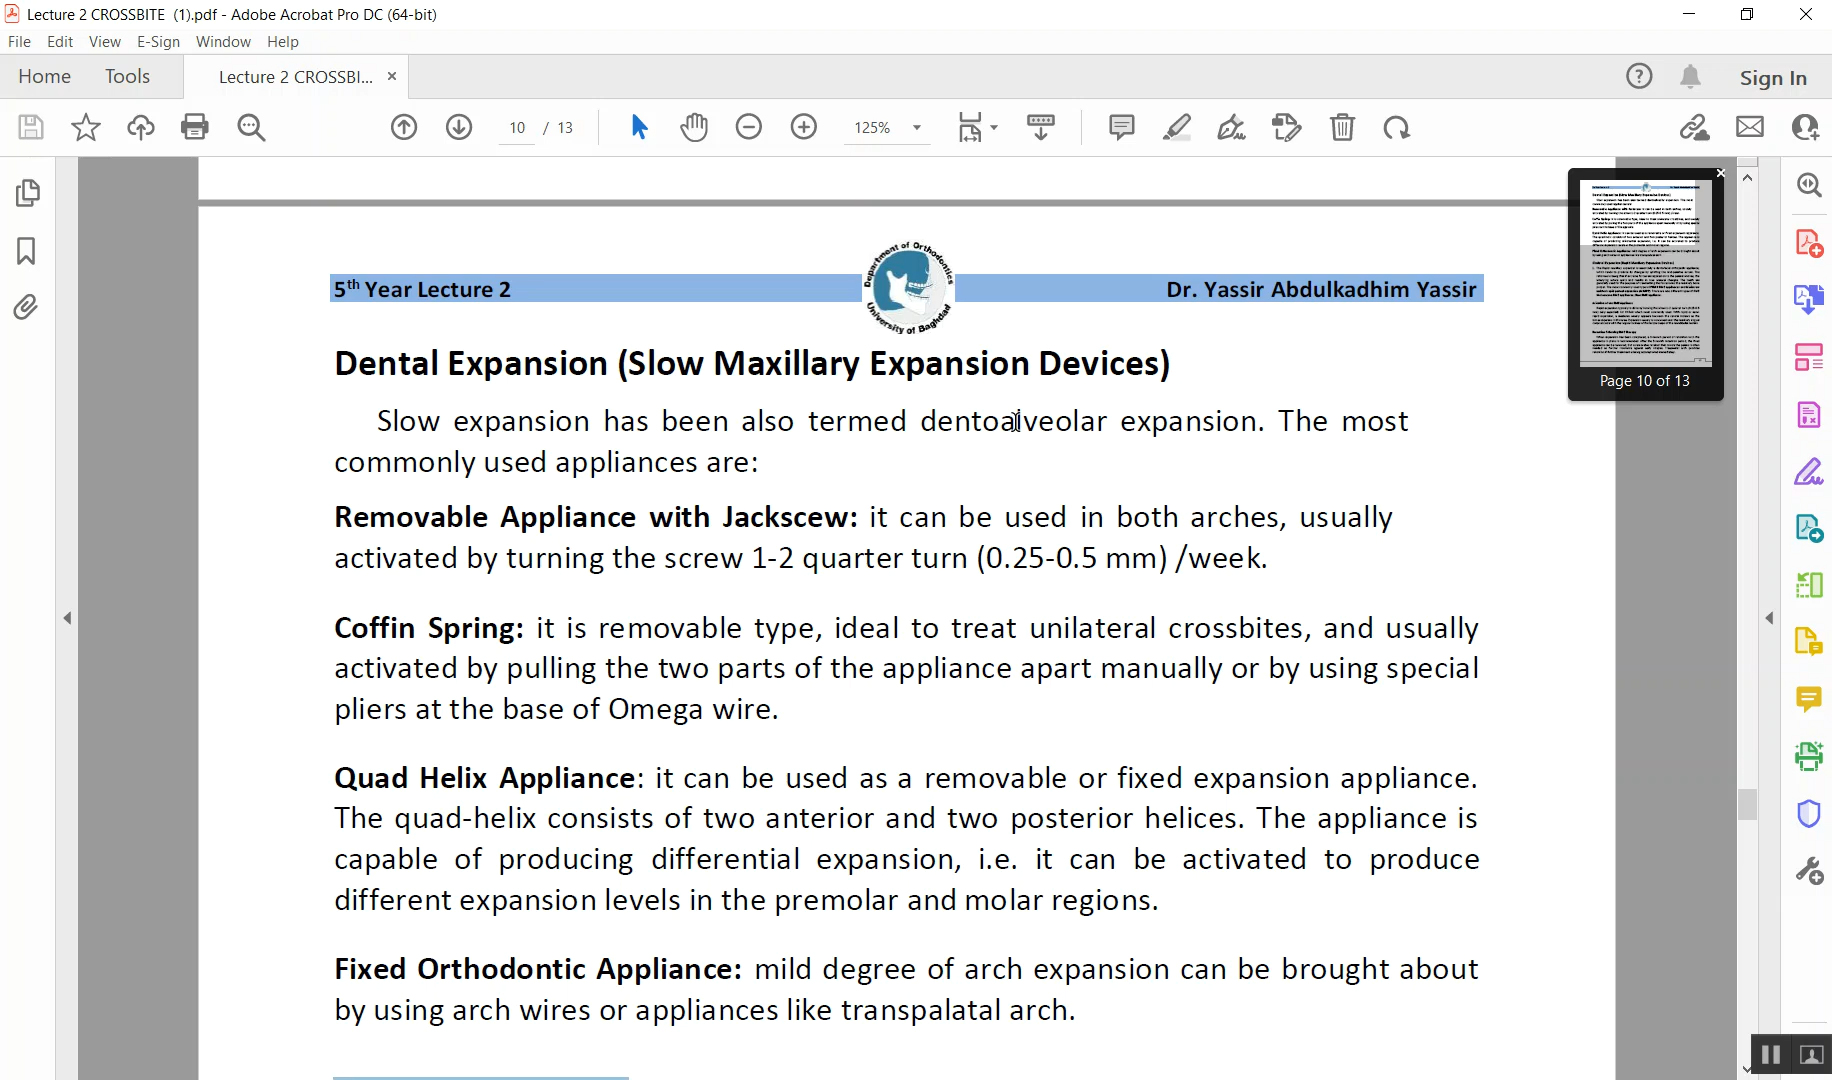 Lecture 2 CROSSBITE (1).pdf - Adobe Acrobat Pro DC (64-bit)
File Edit View E-Sign Window Help
Home Tools Lecture 2 CROSSBI... × Sign In
10 / 13 125%
5th Year Lecture 2 Dr. Yassir Abdulkadhim Yassir
Department of Orthodontics
University of Baghdad
Dental Expansion (Slow Maxillary Expansion Devices)
Slow expansion has been also termed dentoalveolar expansion. The most
commonly used appliances are:
Removable Appliance with Jackscew: it can be used in both arches, usually
activated by turning the screw 1-2 quarter turn (0.25-0.5 mm) /week.
Coffin Spring: it is removable type, ideal to treat unilateral crossbites, and usually
activated by pulling the two parts of the appliance apart manually or by using special
pliers at the base of Omega wire.
Quad Helix Appliance: it can be used as a removable or fixed expansion appliance.
The quad-helix consists of two anterior and two posterior helices. The appliance is
capable of producing differential expansion, i.e. it can be activated to produce
different expansion levels in the premolar and molar regions.
Fixed Orthodontic Appliance: mild degree of arch expansion can be brought about
by using arch wires or appliances like transpalatal arch.
Page 10 of 13